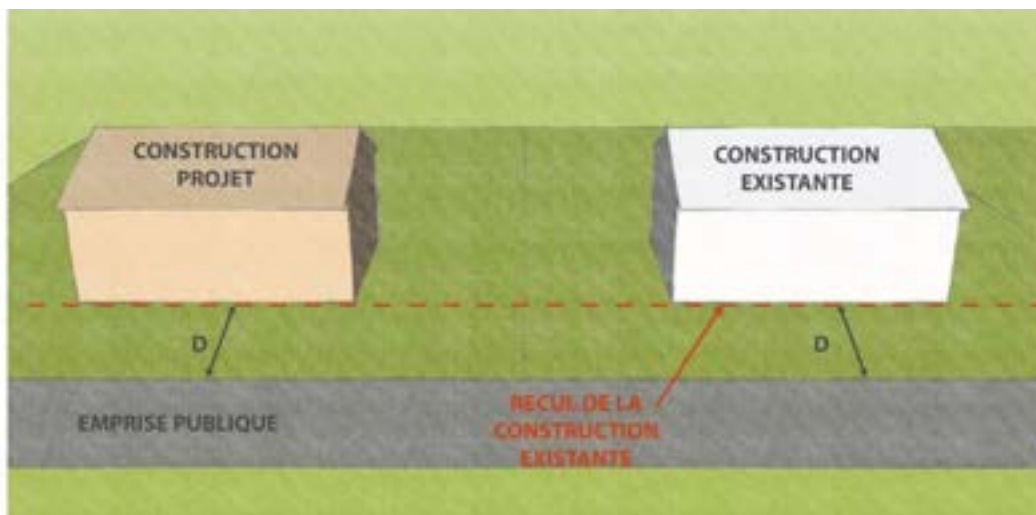 CONSTRUCTION
PROJET
CONSTRUCTION
EXISTANTE
D
D
EMPRISE PUBLIQUE
RECUL DE LA
CONSTRUCTION
EXISTANTE